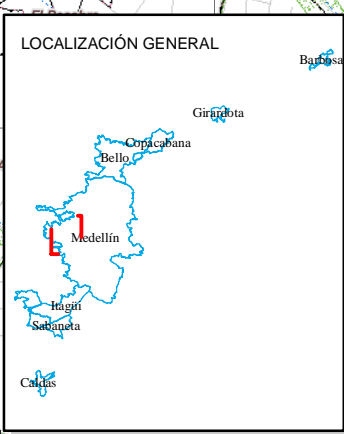 LOCALIZACIÓN GENERAL
Barbosa
Girardota
Copacabana
Bello
Medellín
Itagüí
Sabaneta
Caldas